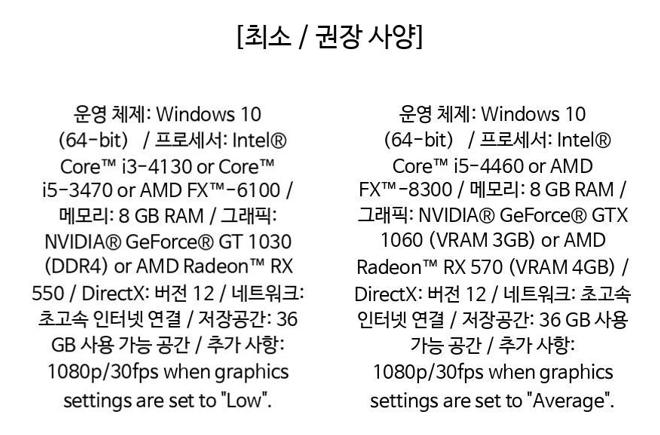 [최소 / 권장 사양]
운영 체제: Windows 10
(64-bit) / 프로세서: Intel®
Core™ i3-4130 or Core™
i5-3470 or AMD FX™-6100 /
메모리: 8 GB RAM / 그래픽:
NVIDIA® GeForce® GT 1030
(DDR4) or AMD Radeon™ RX
550 / DirectX: 버전 12 / 네트워크:
초고속 인터넷 연결 / 저장공간: 36
GB 사용 가능 공간 / 추가 사항:
1080p/30fps when graphics
settings are set to "Low".
운영 체제: Windows 10
(64-bit) / 프로세서: Intel®
Core™ i5-4460 or AMD
FX™-8300 / 메모리: 8 GB RAM /
그래픽: NVIDIA® GeForce® GTX
1060 (VRAM 3GB) or AMD
Radeon™ RX 570 (VRAM 4GB) /
DirectX: 버전 12 / 네트워크: 초고속
인터넷 연결 / 저장공간: 36 GB 사용
가능 공간 / 추가 사항:
1080p/30fps when graphics
settings are set to "Average".